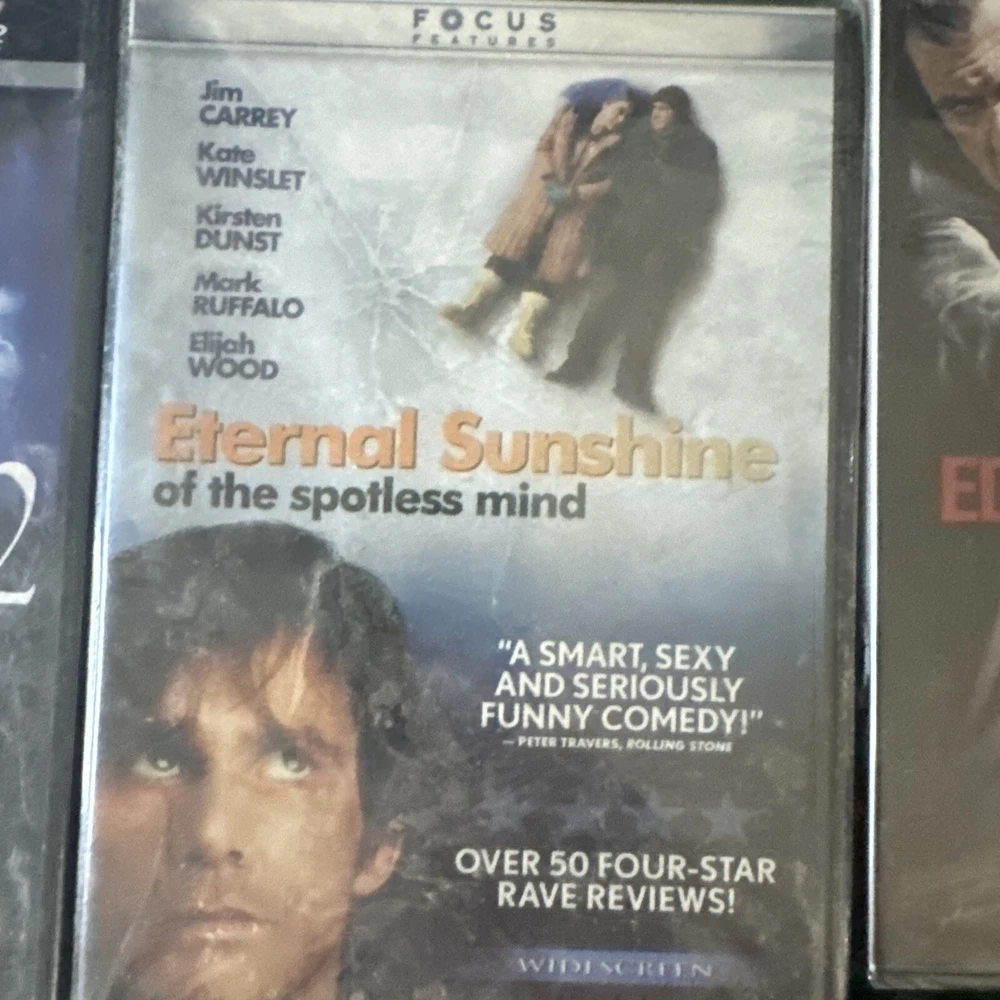 FOCUS
FEATURES
Jim
CARREY
Kate
WINSLET
Kirsten
DUNST
Mark
RUFFALO
Elijah
WOOD
Eternal Sunshine
of the spotless mind
"A SMART, SEXY
AND SERIOUSLY
FUNNY COMEDY!"
— PETER TRAVERS, ROLLING STONE
OVER 50 FOUR-STAR
RAVE REVIEWS!
WIDESCREEN
2